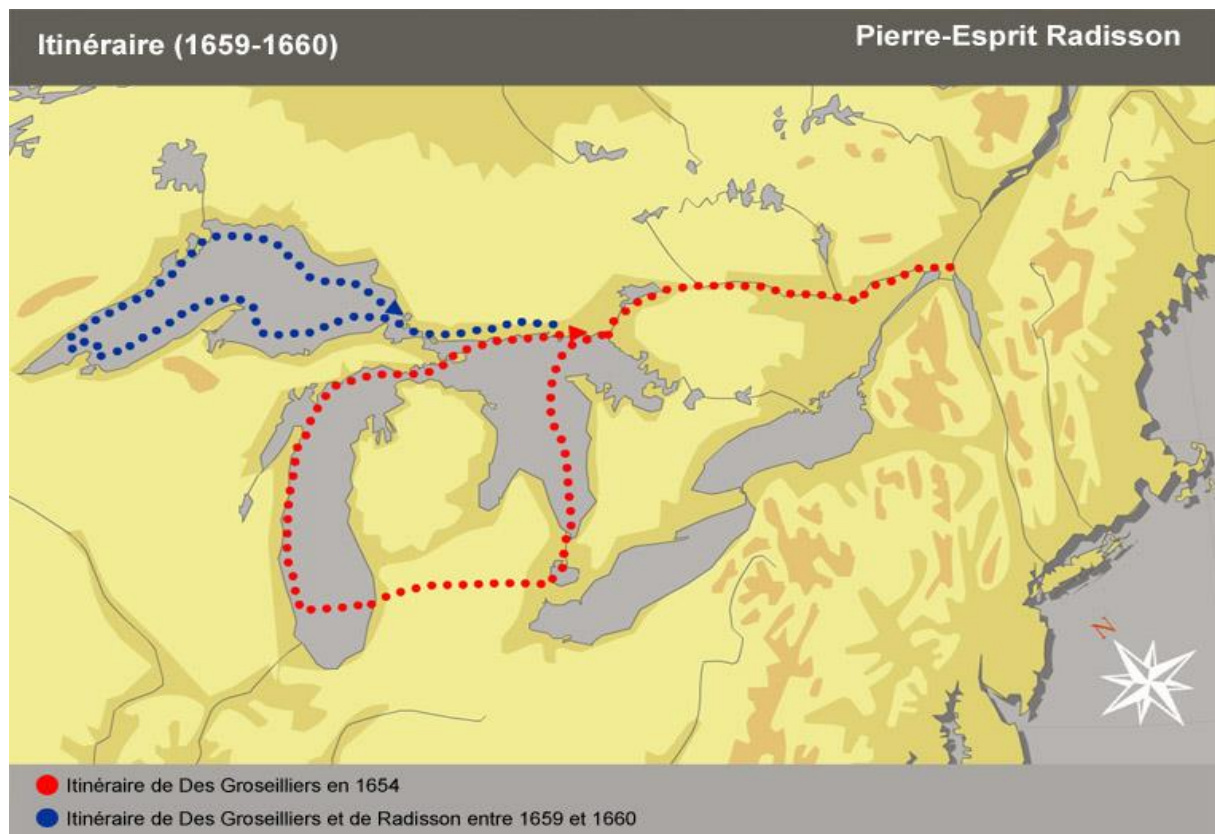 Itinéraire (1659-1660)
Pierre-Esprit Radisson
N
Itinéraire de Des Groseilliers en 1654
Itinéraire de Des Groseilliers et de Radisson entre 1659 et 1660